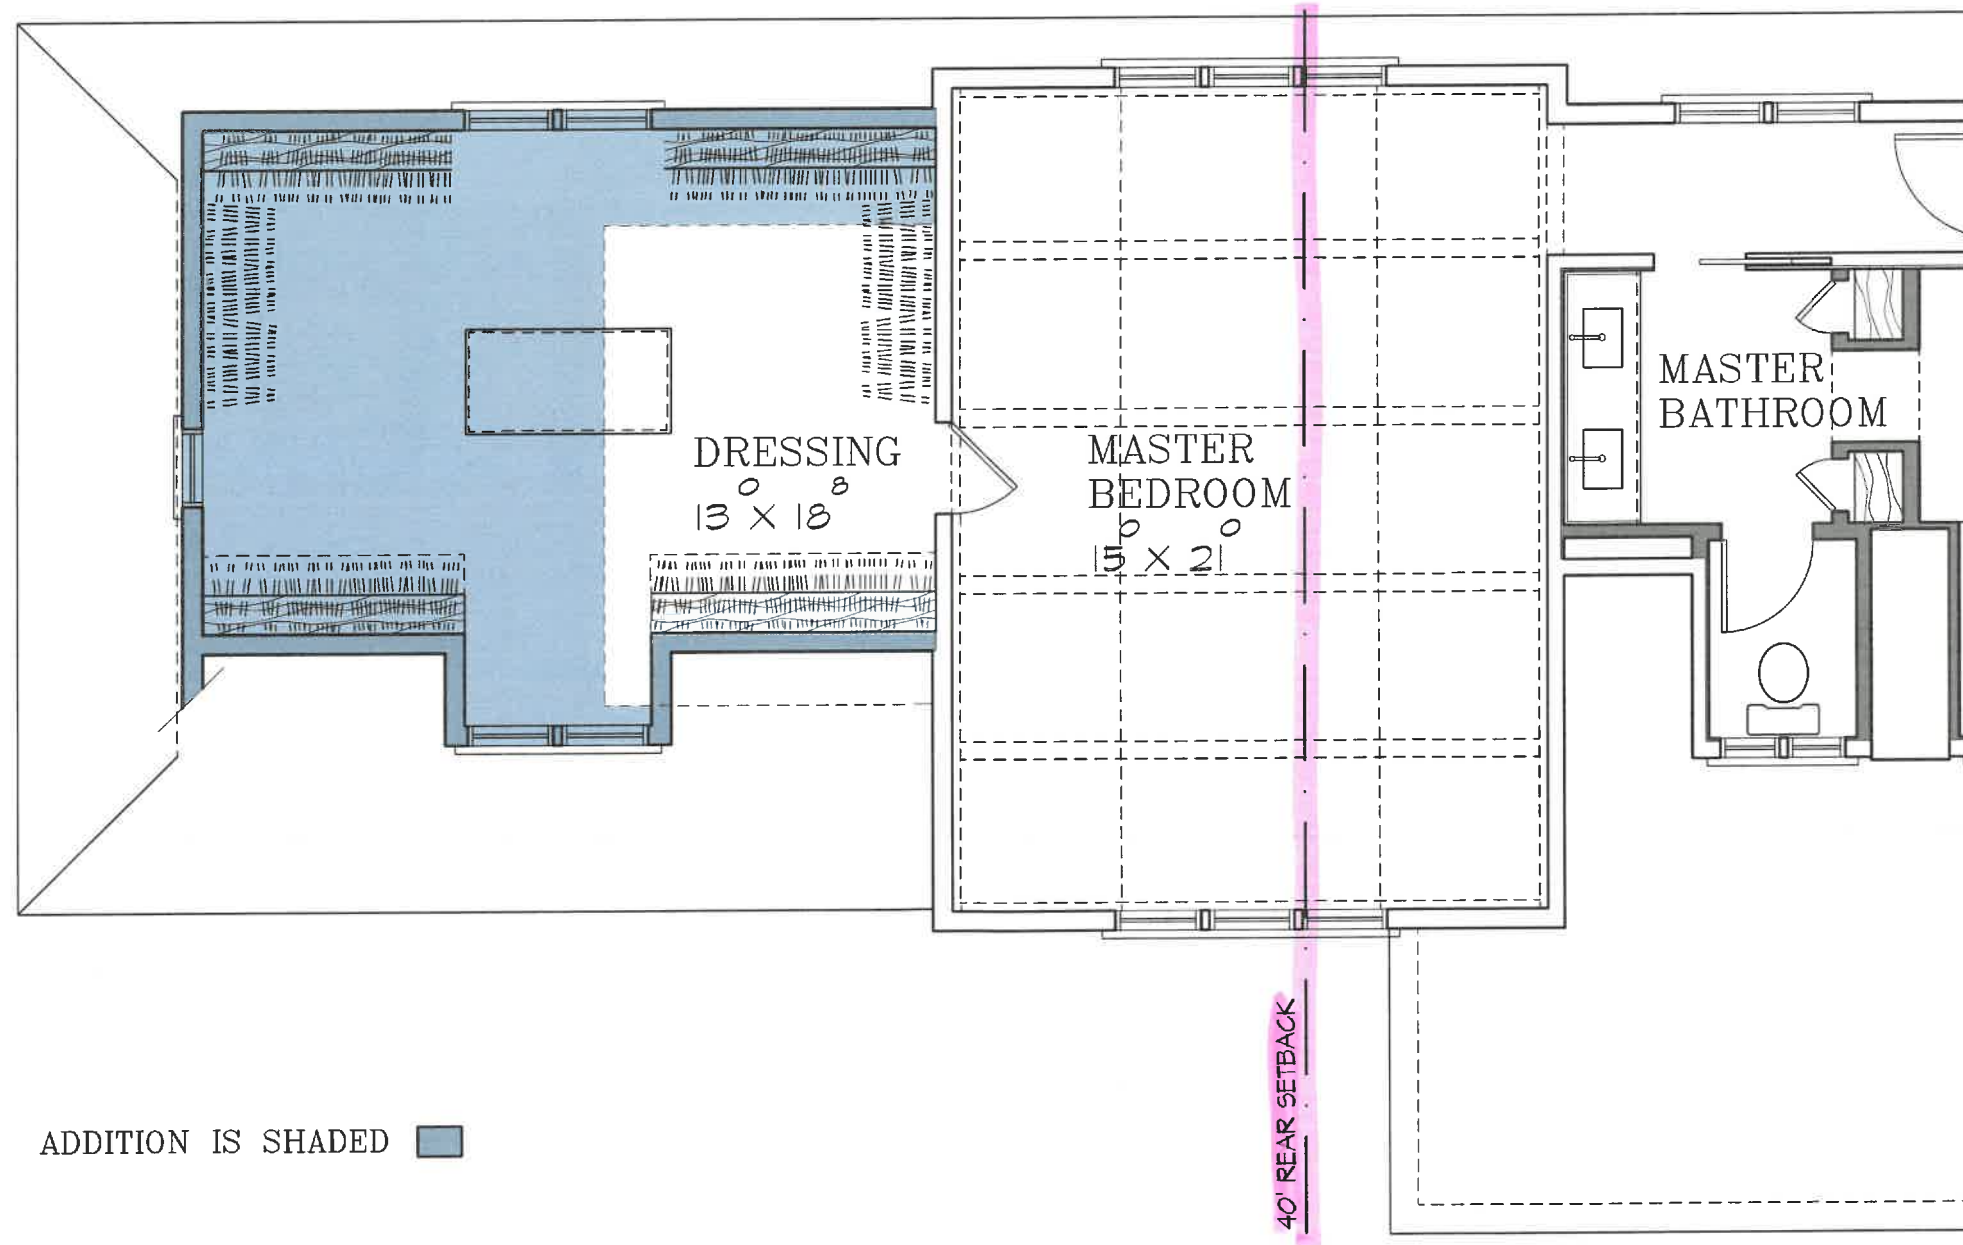 DRESSING
13⁰ X 18⁸
MASTER
BEDROOM
15⁰ X 21⁰
MASTER
BATHROOM
40' REAR SETBACK
ADDITION IS SHADED